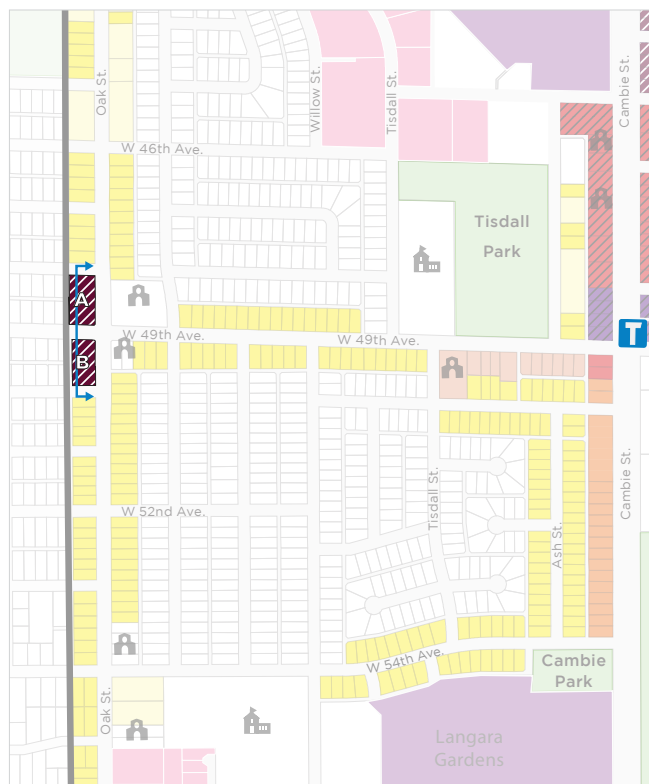 Oak St.
Willow St.
Tisdall St.
Cambie St.
W 46th Ave.
Tisdall
Park
A
T
W 49th Ave.
W 49th Ave.
B
Tisdall St.
Cambie St.
W 52nd Ave.
Ash St.
W 54th Ave.
Cambie
Park
Oak St.
Langara
Gardens